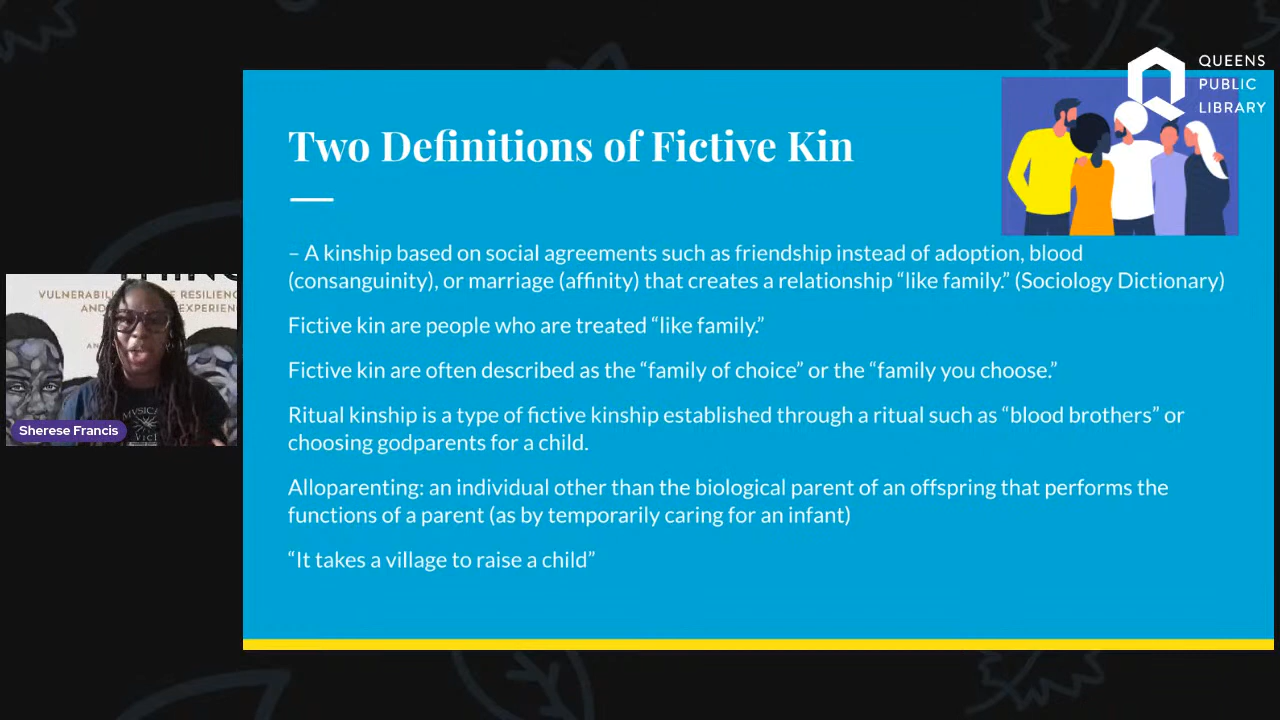 QUEENS
PUBLIC
LIBRARY
Two Definitions of Fictive Kin
– A kinship based on social agreements such as friendship instead of adoption, blood
(consanguinity), or marriage (affinity) that creates a relationship “like family.” (Sociology Dictionary)
Fictive kin are people who are treated “like family.”
Fictive kin are often described as the “family of choice” or the “family you choose.”
Ritual kinship is a type of fictive kinship established through a ritual such as “blood brothers” or
choosing godparents for a child.
Alloparenting: an individual other than the biological parent of an offspring that performs the
functions of a parent (as by temporarily caring for an infant)
“It takes a village to raise a child”
Sherese Francis